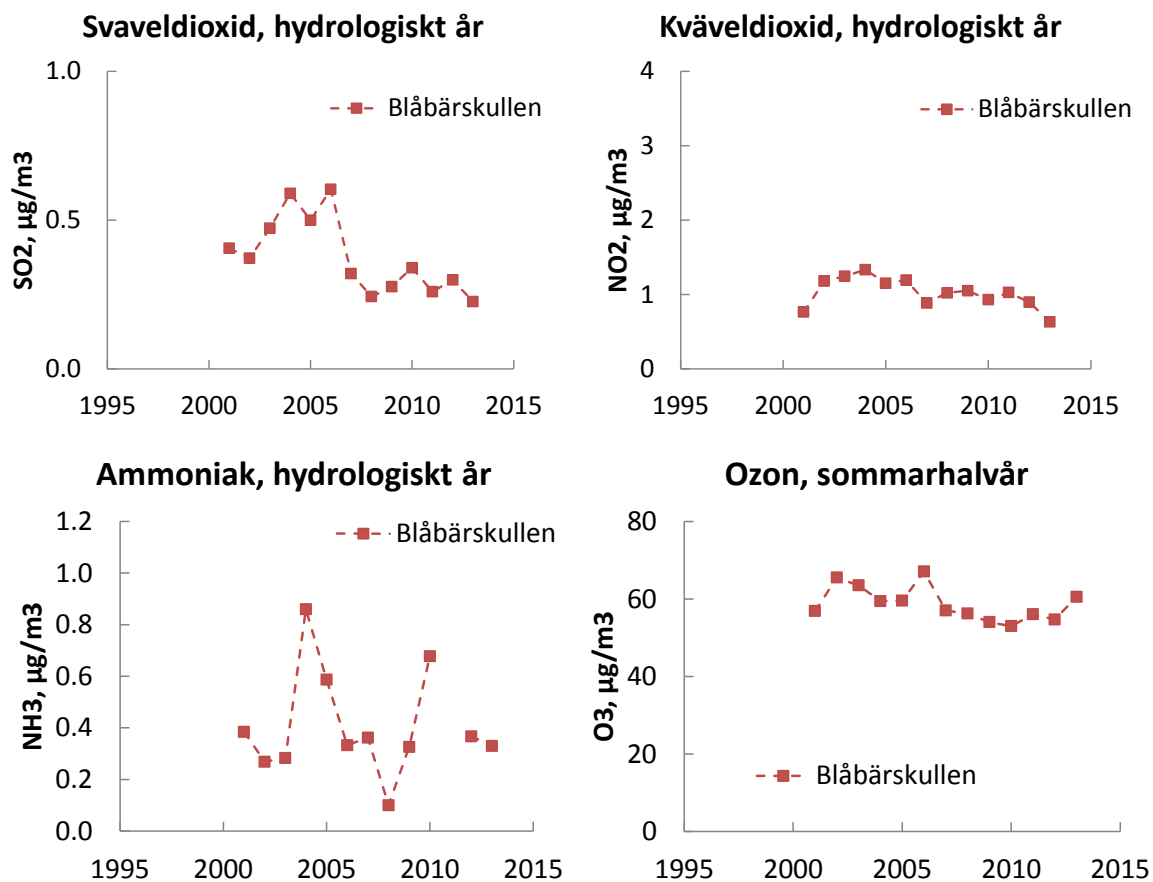 Svaveldioxid, hydrologiskt år
1.0
0.5
0.0
SO2, µg/m3
Blåbärskullen
1995 2000 2005 2010 2015
Kväveldioxid, hydrologiskt år
4
3
2
1
0
NO2, µg/m3
Blåbärskullen
1995 2000 2005 2010 2015
Ammoniak, hydrologiskt år
1.2
1.0
0.8
0.6
0.4
0.2
0.0
NH3, µg/m3
Blåbärskullen
1995 2000 2005 2010 2015
Ozon, sommarhalvår
80
60
40
20
0
O3, µg/m3
Blåbärskullen
1995 2000 2005 2010 2015